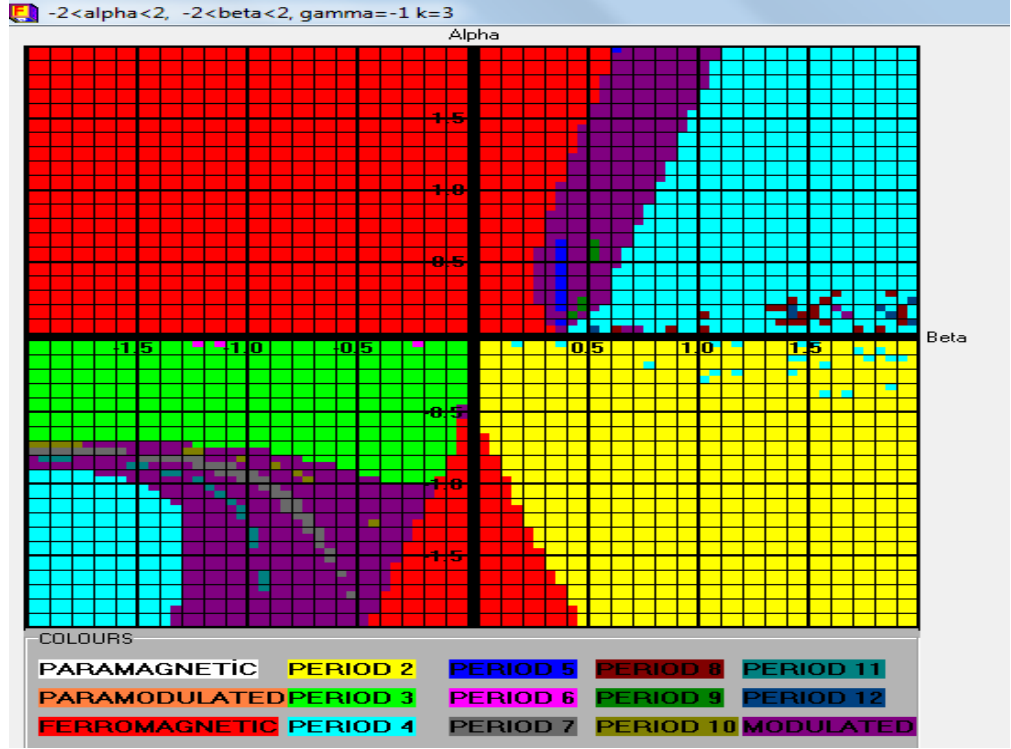 -2<alpha<2, -2<beta<2, gamma=-1 k=3
Alpha
1.5
1.0
0.5
-1.5 -1.0 -0.5 0.5 1.0 1.5 Beta
-0.5
-1.0
-1.5
COLOURS
PARAMAGNETİC PERIOD 2 PERIOD 5 PERIOD 8 PERIOD 11
PARAMODULATED PERIOD 3 PERIOD 6 PERIOD 9 PERIOD 12
FERROMAGNETIC PERIOD 4 PERIOD 7 PERIOD 10 MODULATED